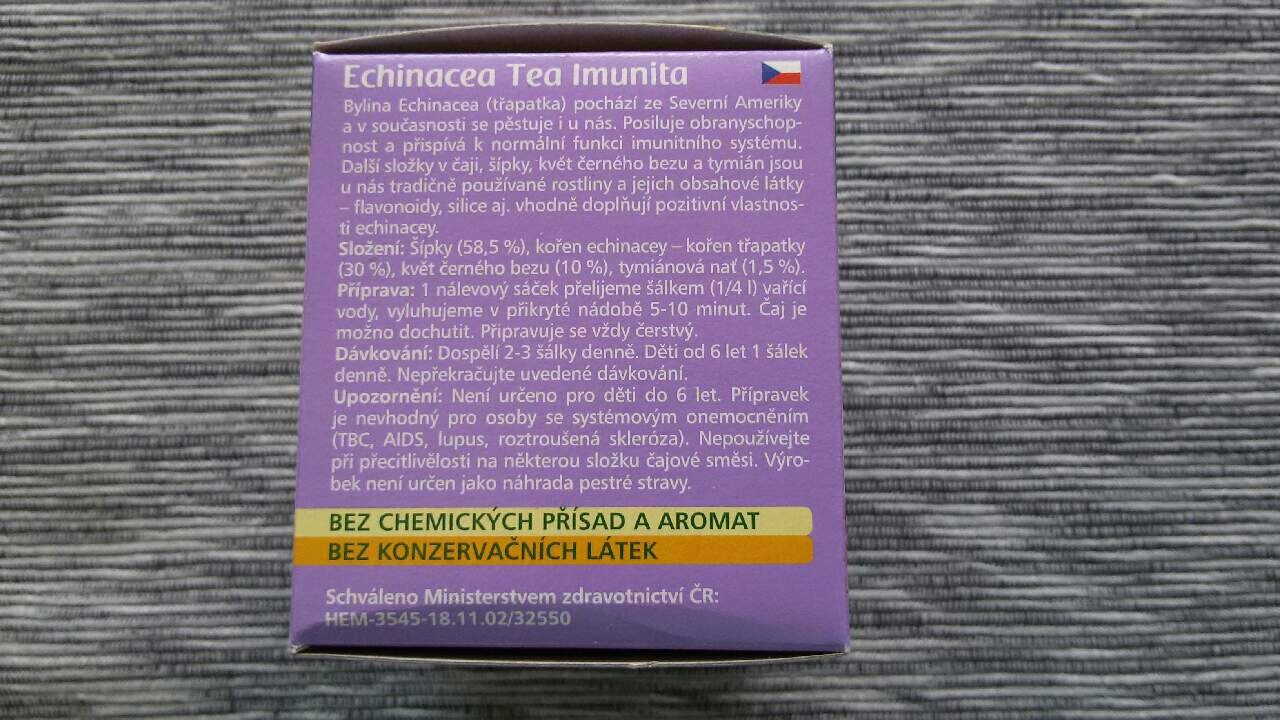 Echinacea Tea Imunita
Bylina Echinacea (třapatka) pochází ze Severní Ameriky
a v současnosti se pěstuje i u nás. Posiluje obranyschop-
nost a přispívá k normální funkci imunitního systému.
Další složky v čaji, šípky, květ černého bezu a tymián jsou
u nás tradičně používané rostliny a jejich obsahové látky
– flavonoidy, silice aj. vhodně doplňují pozitivní vlastnos-
ti echinacey.
Složení: Šípky (58,5 %), kořen echinacey – kořen třapatky
(30 %), květ černého bezu (10 %), tymiánová nať (1,5 %).
Příprava: 1 nálevový sáček přelijeme šálkem (1/4 l) vařící
vody, vyluhujeme v přikryté nádobě 5-10 minut. Čaj je
možno dochutit. Připravuje se vždy čerstvý.
Dávkování: Dospělí 2-3 šálky denně. Děti od 6 let 1 šálek
denně. Nepřekračujte uvedené dávkování.
Upozornění: Není určeno pro děti do 6 let. Přípravek
je nevhodný pro osoby se systémovým onemocněním
(TBC, AIDS, lupus, roztroušená skleróza). Nepoužívejte
při přecitlivělosti na některou složku čajové směsi. Výro-
bek není určen jako náhrada pestré stravy.
BEZ CHEMICKÝCH PŘÍSAD A AROMAT
BEZ KONZERVAČNÍCH LÁTEK
Schváleno Ministerstvem zdravotnictví ČR:
HEM-3545-18.11.02/32550